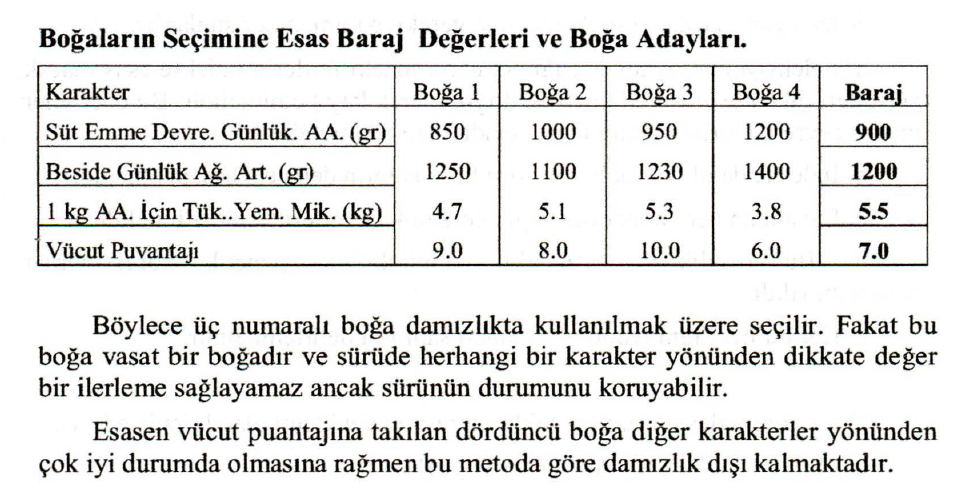 Boğaların Seçimine Esas Baraj Değerleri ve Boğa Adayları.
Karakter Boğa 1 Boğa 2 Boğa 3 Boğa 4 Baraj
Süt Emme Devre. Günlük. AA. (gr) 850 1000 950 1200 900
Beside Günlük Ağ. Art. (gr) 1250 1100 1230 1400 1200
1 kg AA. İçin Tük..Yem. Mik. (kg) 4.7 5.1 5.3 3.8 5.5
Vücut Puvantajı 9.0 8.0 10.0 6.0 7.0
Böylece üç numaralı boğa damızlıkta kullanılmak üzere seçilir. Fakat bu
boğa vasat bir boğadır ve sürüde herhangi bir karakter yönünden dikkate değer
bir ilerleme sağlayamaz ancak sürünün durumunu koruyabilir.
Esasen vücut puantajına takılan dördüncü boğa diğer karakterler yönünden
çok iyi durumda olmasına rağmen bu metoda göre damızlık dışı kalmaktadır.